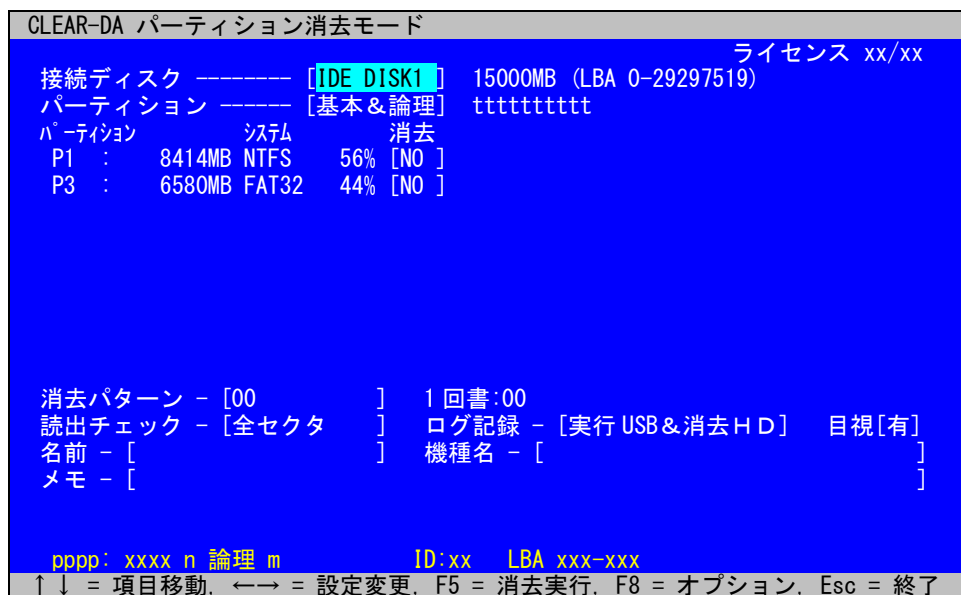 CLEAR-DA パーティション消去モード
ライセンス xx/xx
接続ディスク −−−−−−−− [IDE DISK1 ] 15000MB (LBA 0-29297519)
パーティション −−−−−− [基本&論理] tttttttttt
ﾊﾟｰﾃｨｼｮﾝ ｼｽﾃﾑ 消去
P1 : 8414MB NTFS 56% [NO ]
P3 : 6580MB FAT32 44% [NO ]
消去パターン − [00 ] 1回書:00
読出チェック − [全セクタ ] ログ記録 − [実行USB&消去HD] 目視[有]
名前 − [ ] 機種名 − [ ]
メモ − [ ]
pppp: xxxx n 論理 m ID:xx LBA xxx-xxx
↑↓ = 項目移動, ←→ = 設定変更, F5 = 消去実行, F8 = オプション, Esc = 終了